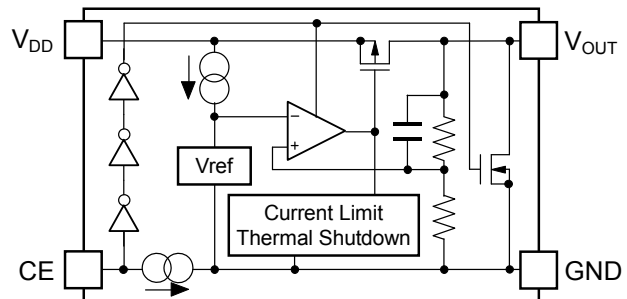 VDD
VOUT
−
+
Vref
Current Limit
Thermal Shutdown
CE
GND